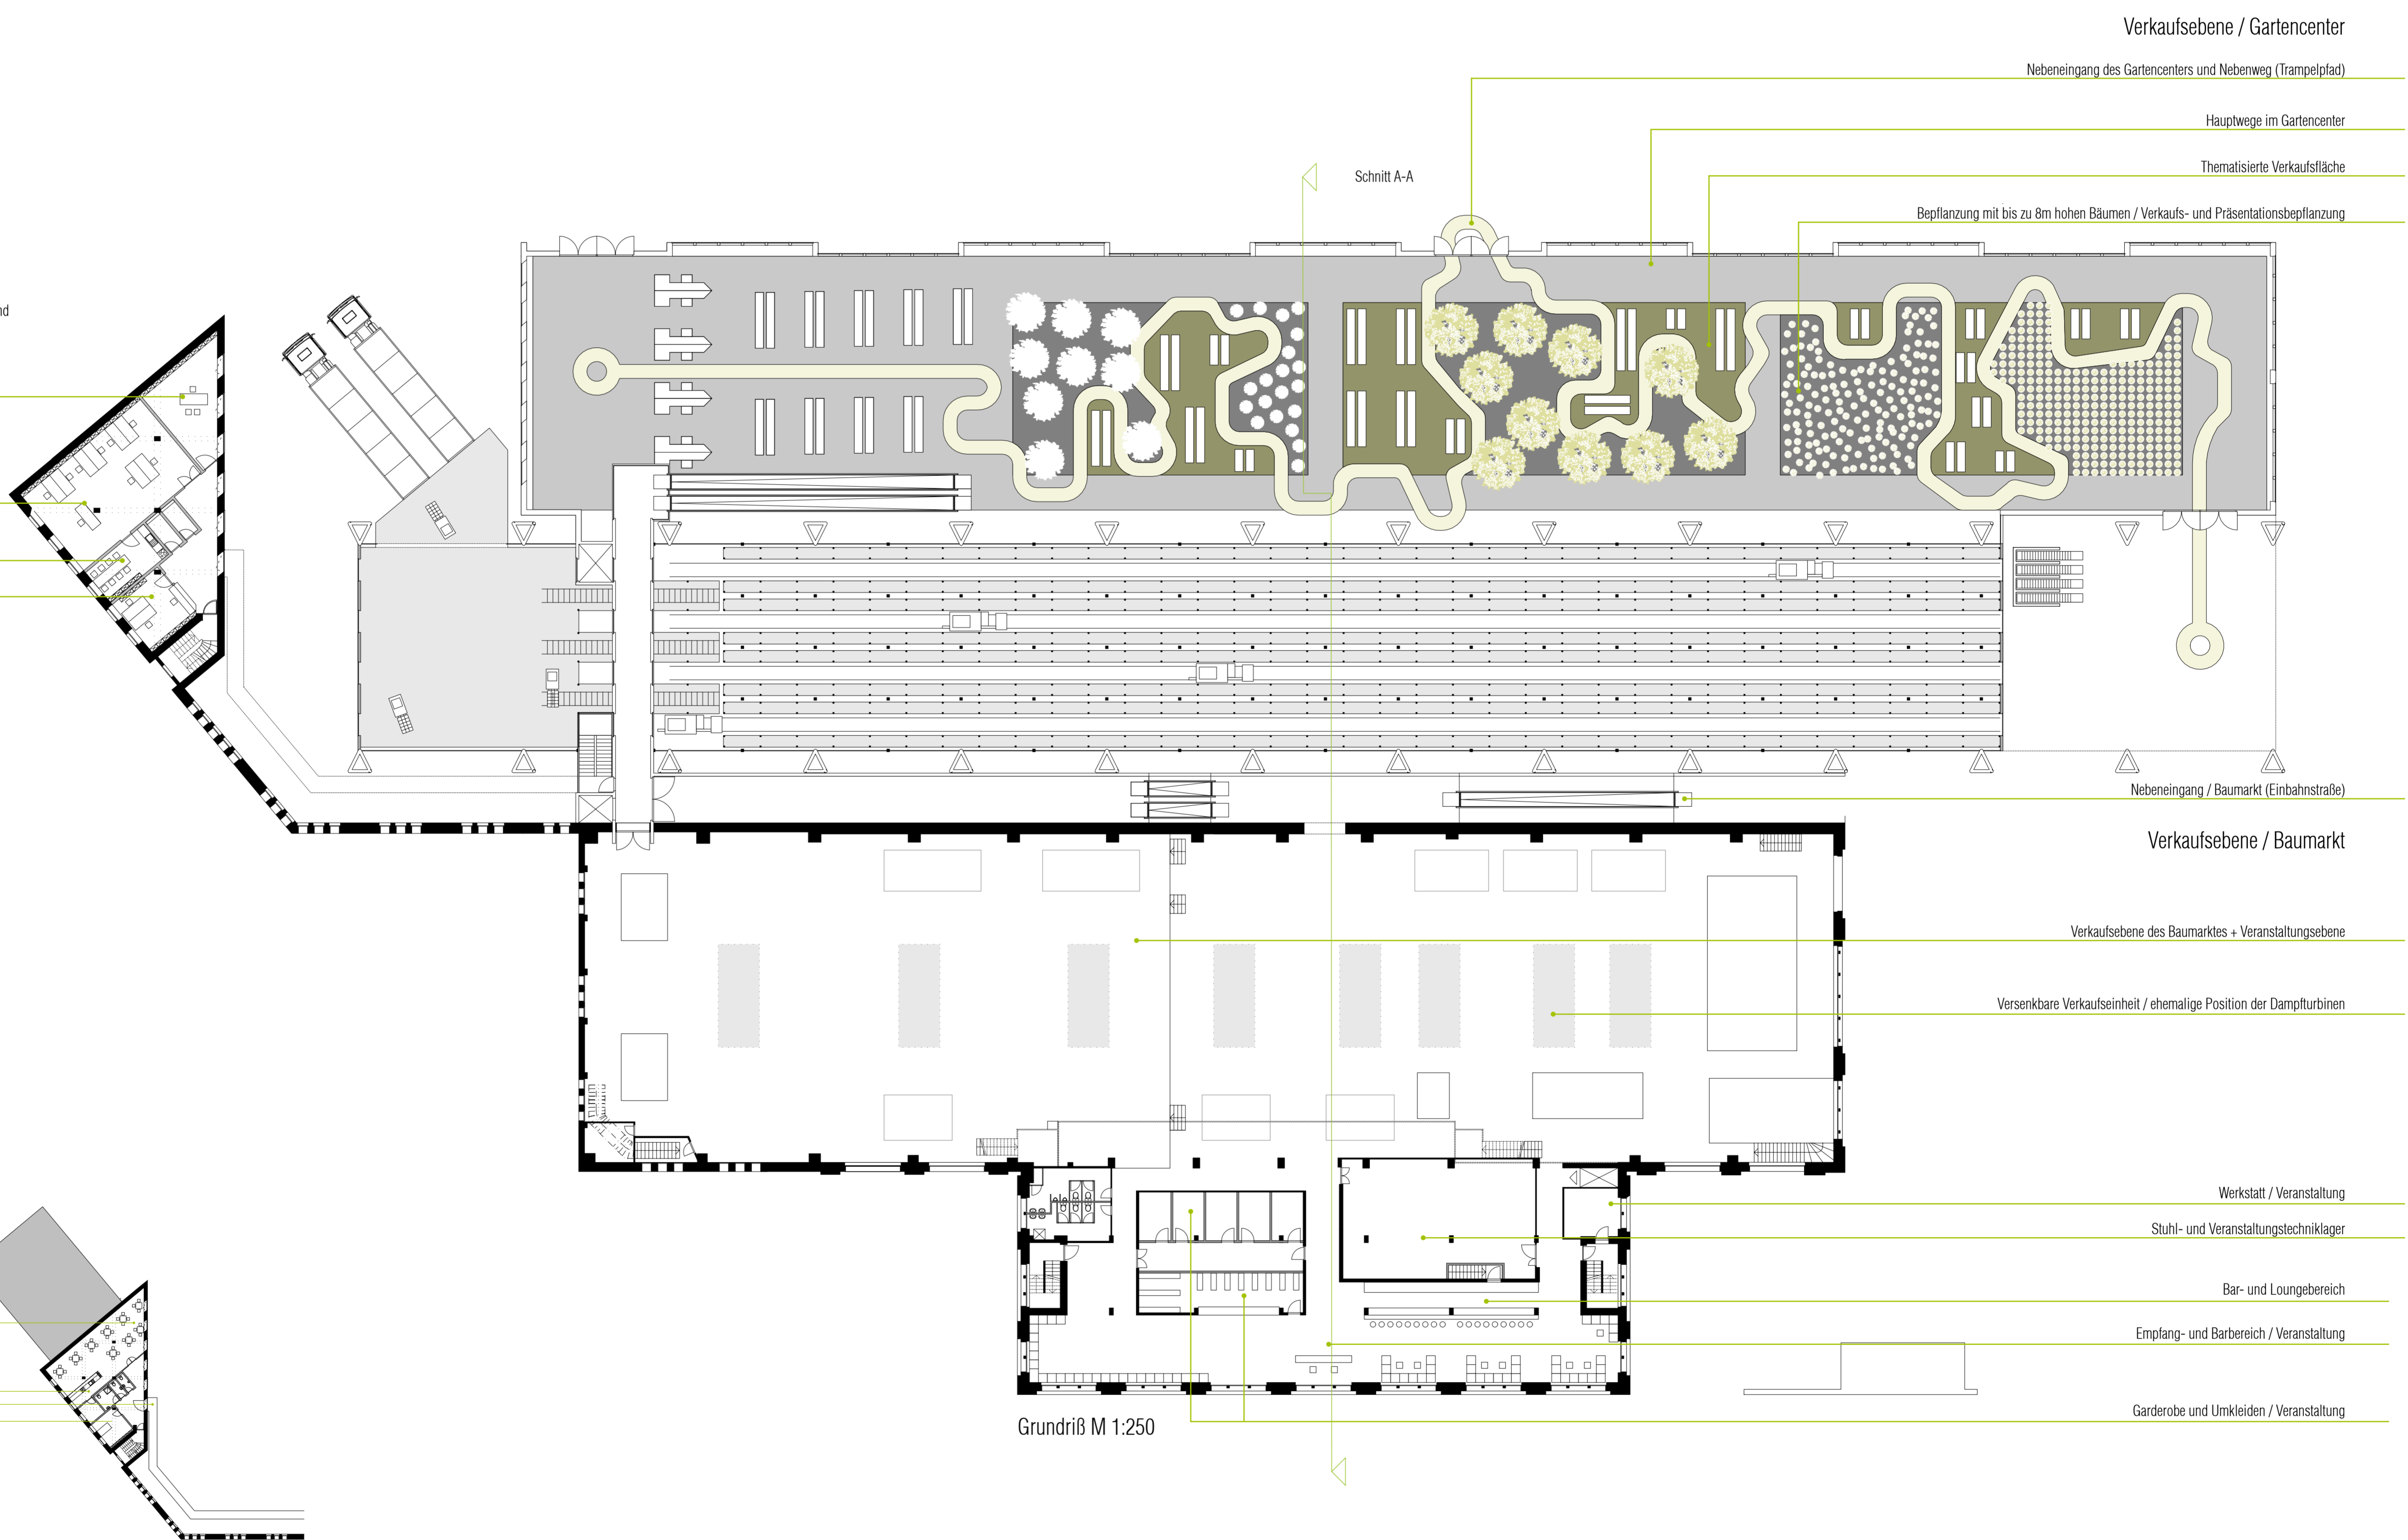 Verkaufsebene / Gartencenter
Nebeneingang des Gartencenters und Nebenweg (Trampelpfad)
Hauptwege im Gartencenter
Thematisierte Verkaufsfläche
Schnitt A-A
Bepflanzung mit bis zu 8m hohen Bäumen / Verkaufs- und Präsentationsbepflanzung
Nebeneingang / Baumarkt (Einbahnstraße)
Verkaufsebene / Baumarkt
Verkaufsebene des Baumarktes + Veranstaltungsebene
Versenkbare Verkaufseinheit / ehemalige Position der Dampfturbinen
Werkstatt / Veranstaltung
Stuhl- und Veranstaltungstechniklager
Bar- und Loungebereich
Empfang- und Barbereich / Veranstaltung
Garderobe und Umkleiden / Veranstaltung
Grundriß M 1:250